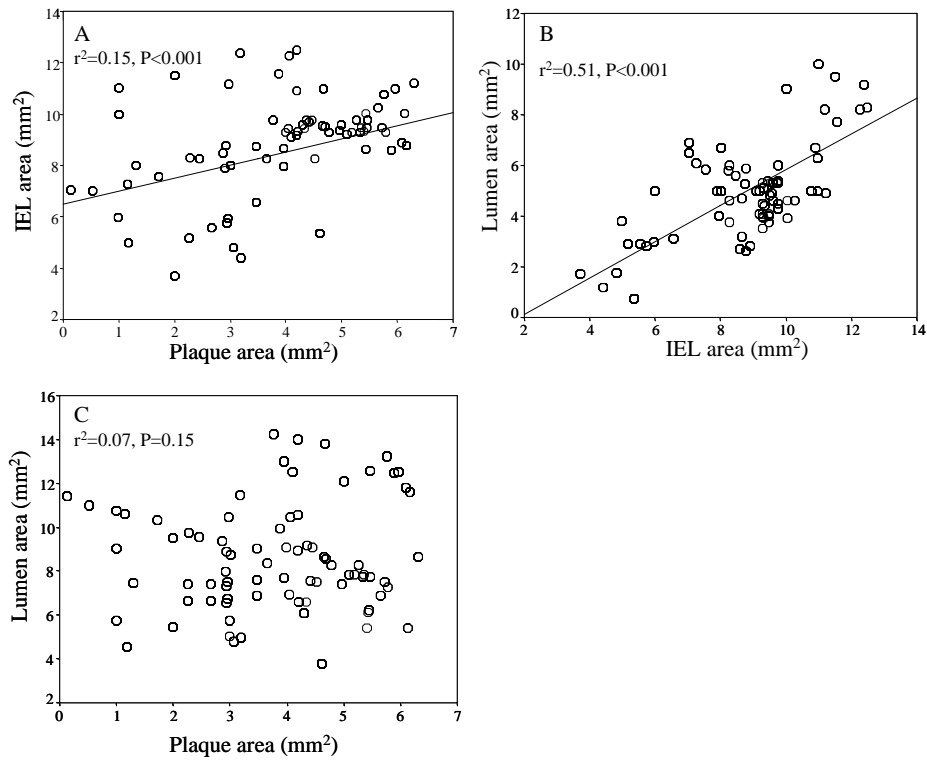 A
r²=0.15, P<0.001
14
12
10
8
6
4
2
0 1 2 3 4 5 6 7
IEL area (mm²)
Plaque area (mm²)
B
r²=0.51, P<0.001
12
10
8
6
4
2
0
2 4 6 8 10 12 14
Lumen area (mm²)
IEL area (mm²)
C
r²=0.07, P=0.15
16
14
12
10
8
6
4
2
0 1 2 3 4 5 6 7
Lumen area (mm²)
Plaque area (mm²)